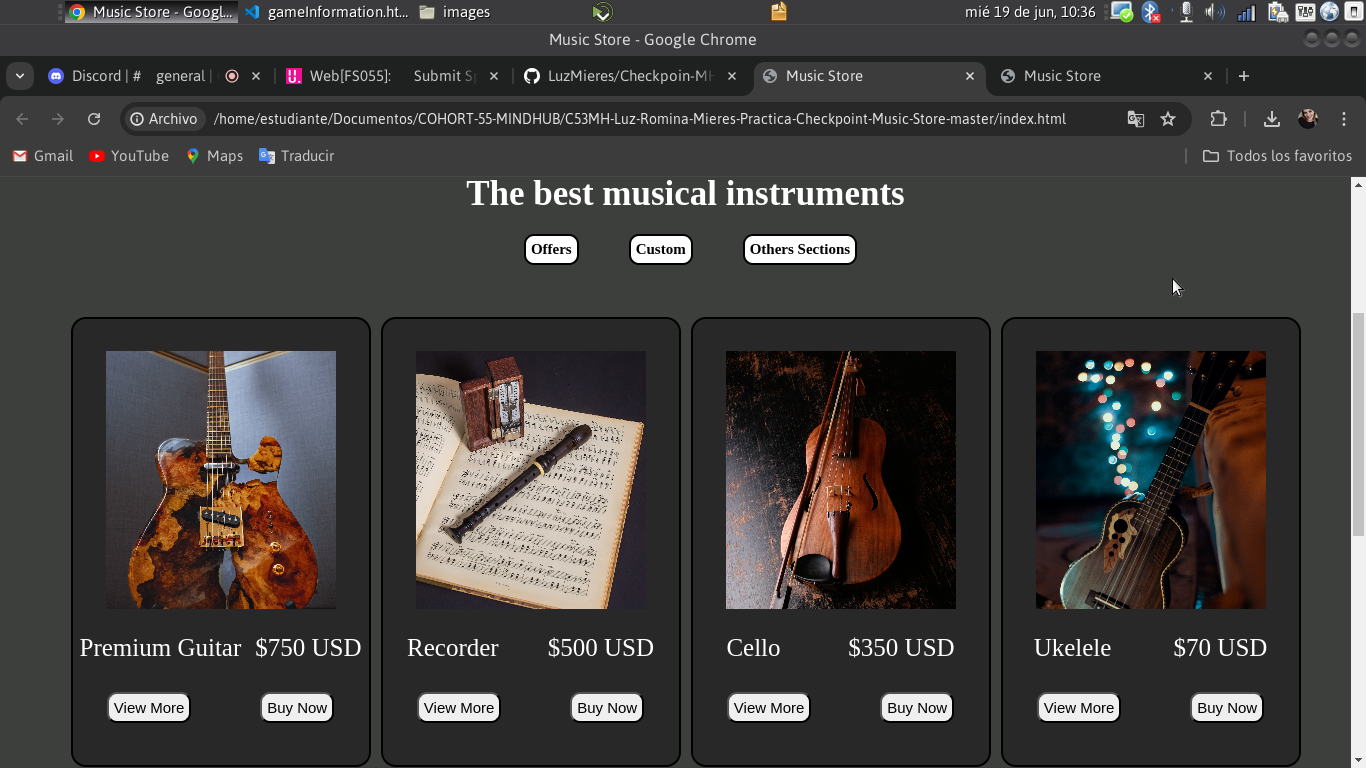 Music Store - Googl...
gameInformation.ht...
images
mié 19 de jun, 10:36
Music Store - Google Chrome
Discord | # general |
Web[FS055]: Submit S
LuzMieres/Checkpoin-MH
Music Store
Music Store
Archivo
/home/estudiante/Documentos/COHORT-55-MINDHUB/C53MH-Luz-Romina-Mieres-Practica-Checkpoint-Music-Store-master/index.html
Gmail
YouTube
Maps
Traducir
Todos los favoritos
The best musical instruments
Offers
Custom
Others Sections
Premium Guitar $750 USD
View More
Buy Now
Recorder $500 USD
View More
Buy Now
Cello $350 USD
View More
Buy Now
Ukelele $70 USD
View More
Buy Now